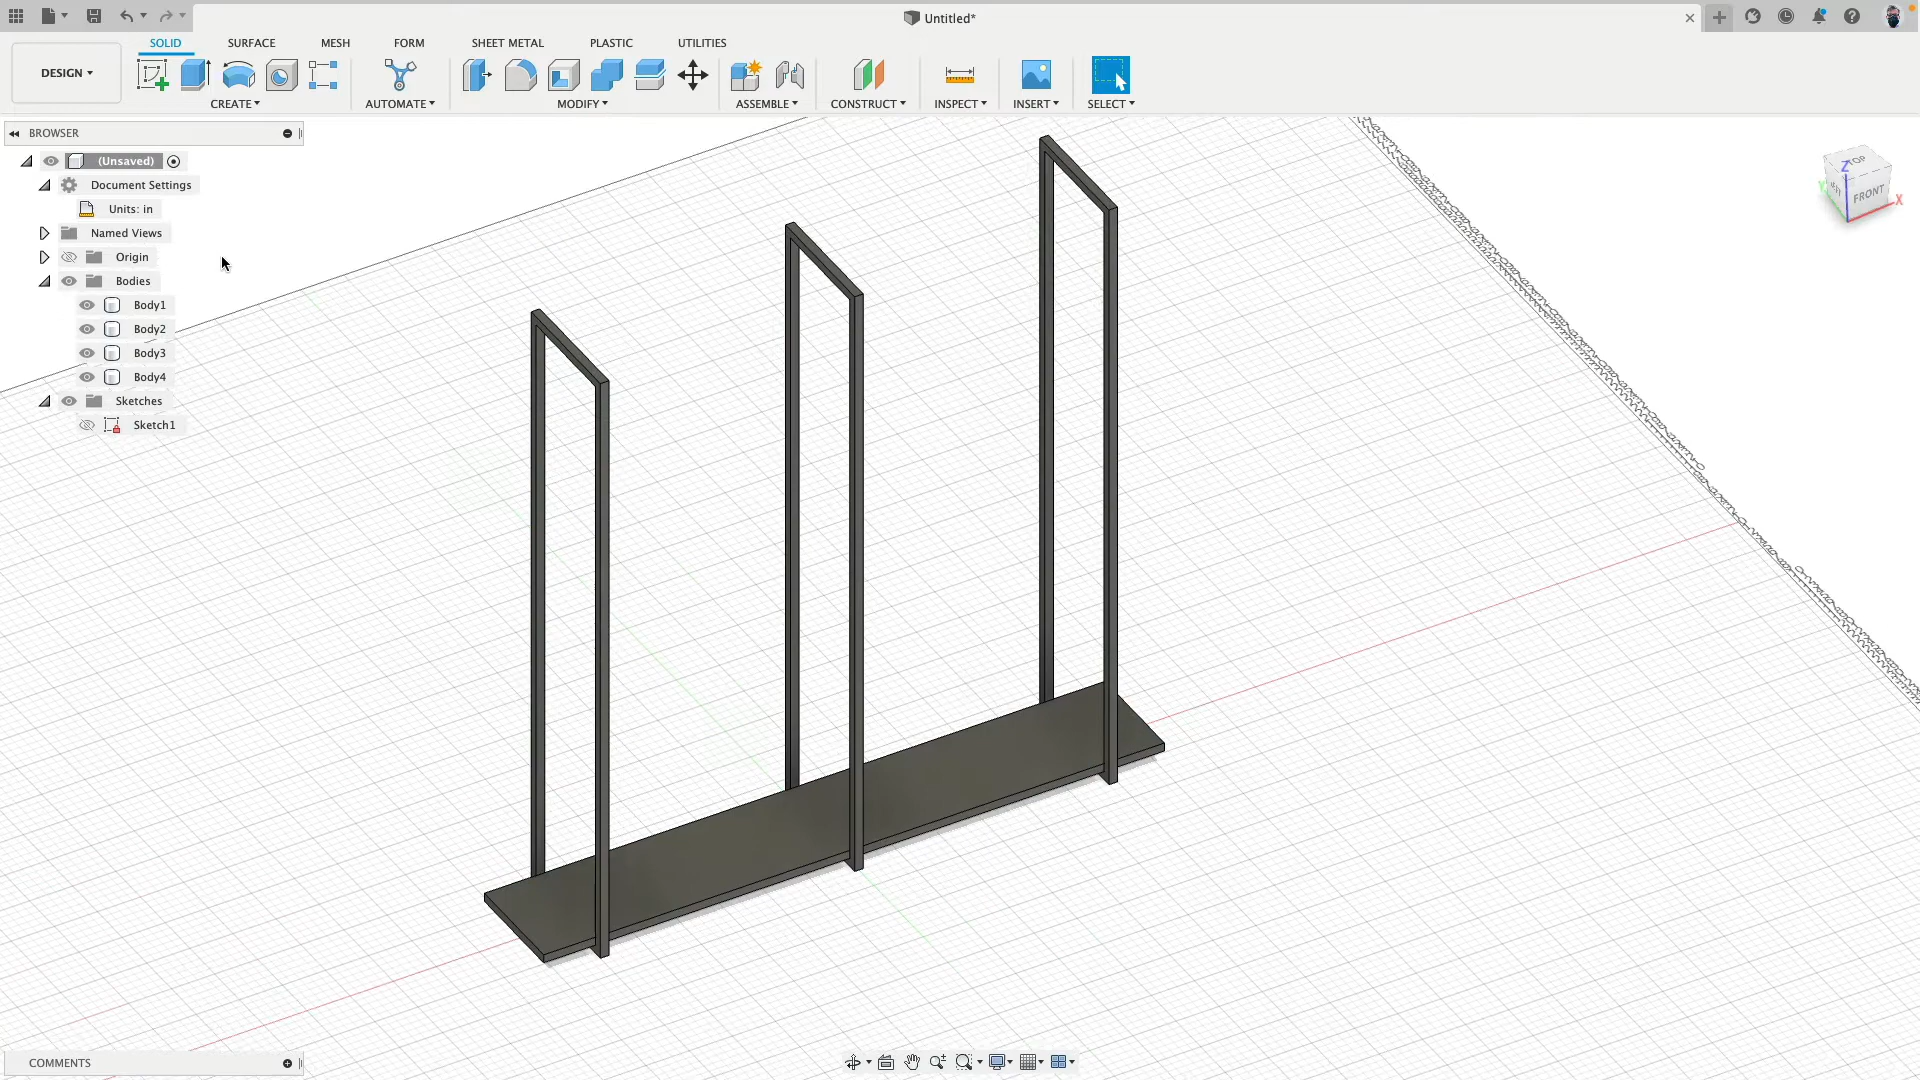 Untitled*
DESIGN
SOLID
SURFACE
MESH
FORM
SHEET METAL
PLASTIC
UTILITIES
CREATE
AUTOMATE
MODIFY
ASSEMBLE
CONSTRUCT
INSPECT
INSERT
SELECT
BROWSER
(Unsaved)
Document Settings
Units: in
Named Views
Origin
Bodies
Body1
Body2
Body3
Body4
Sketches
Sketch1
TOP
Z
FRONT
X
COMMENTS